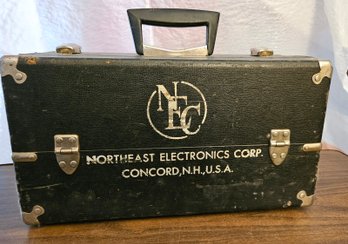 NEC
NORTHEAST ELECTRONICS CORP.
CONCORD, N.H., U.S.A.